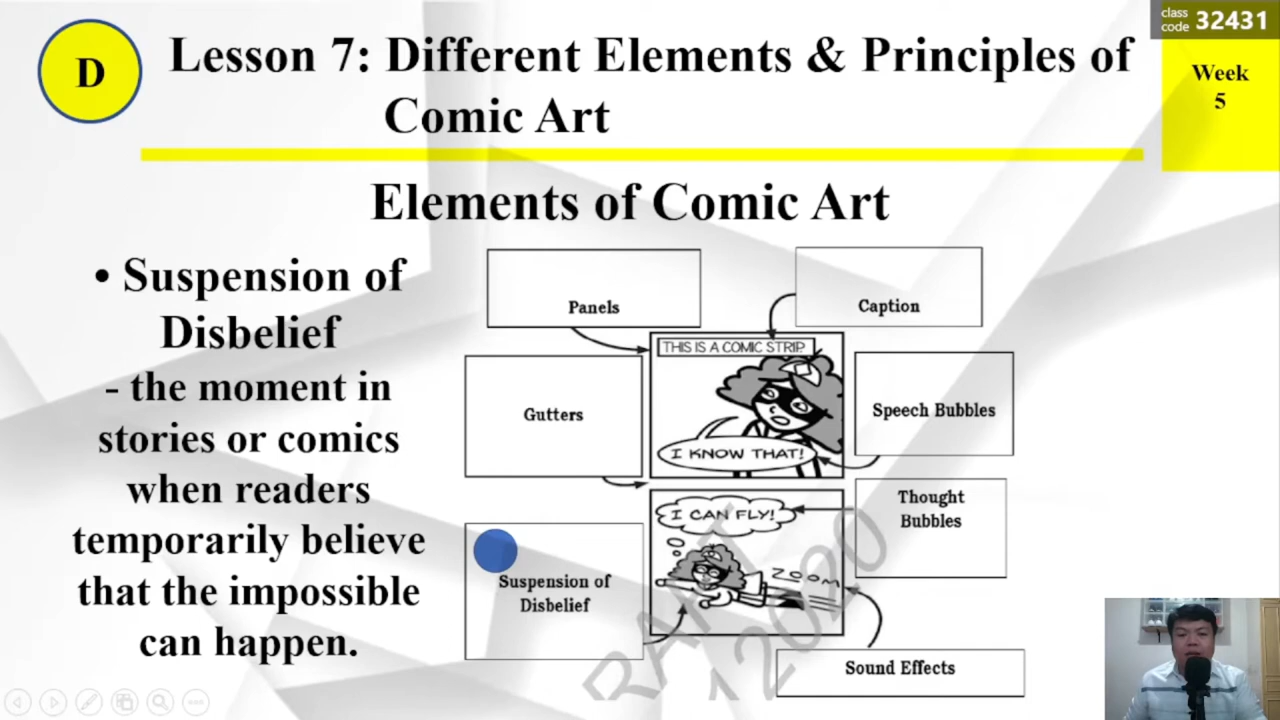 class
code 32431
D
Lesson 7: Different Elements & Principles of
Comic Art
Week
5
Elements of Comic Art
• Suspension of
Disbelief
- the moment in
stories or comics
when readers
temporarily believe
that the impossible
can happen.
Panels
Caption
THIS IS A COMIC STRIP.
Gutters
Speech Bubbles
I KNOW THAT!
Thought
Bubbles
I CAN FLY!
Suspension of
Disbelief
ZOOM
Sound Effects
2020